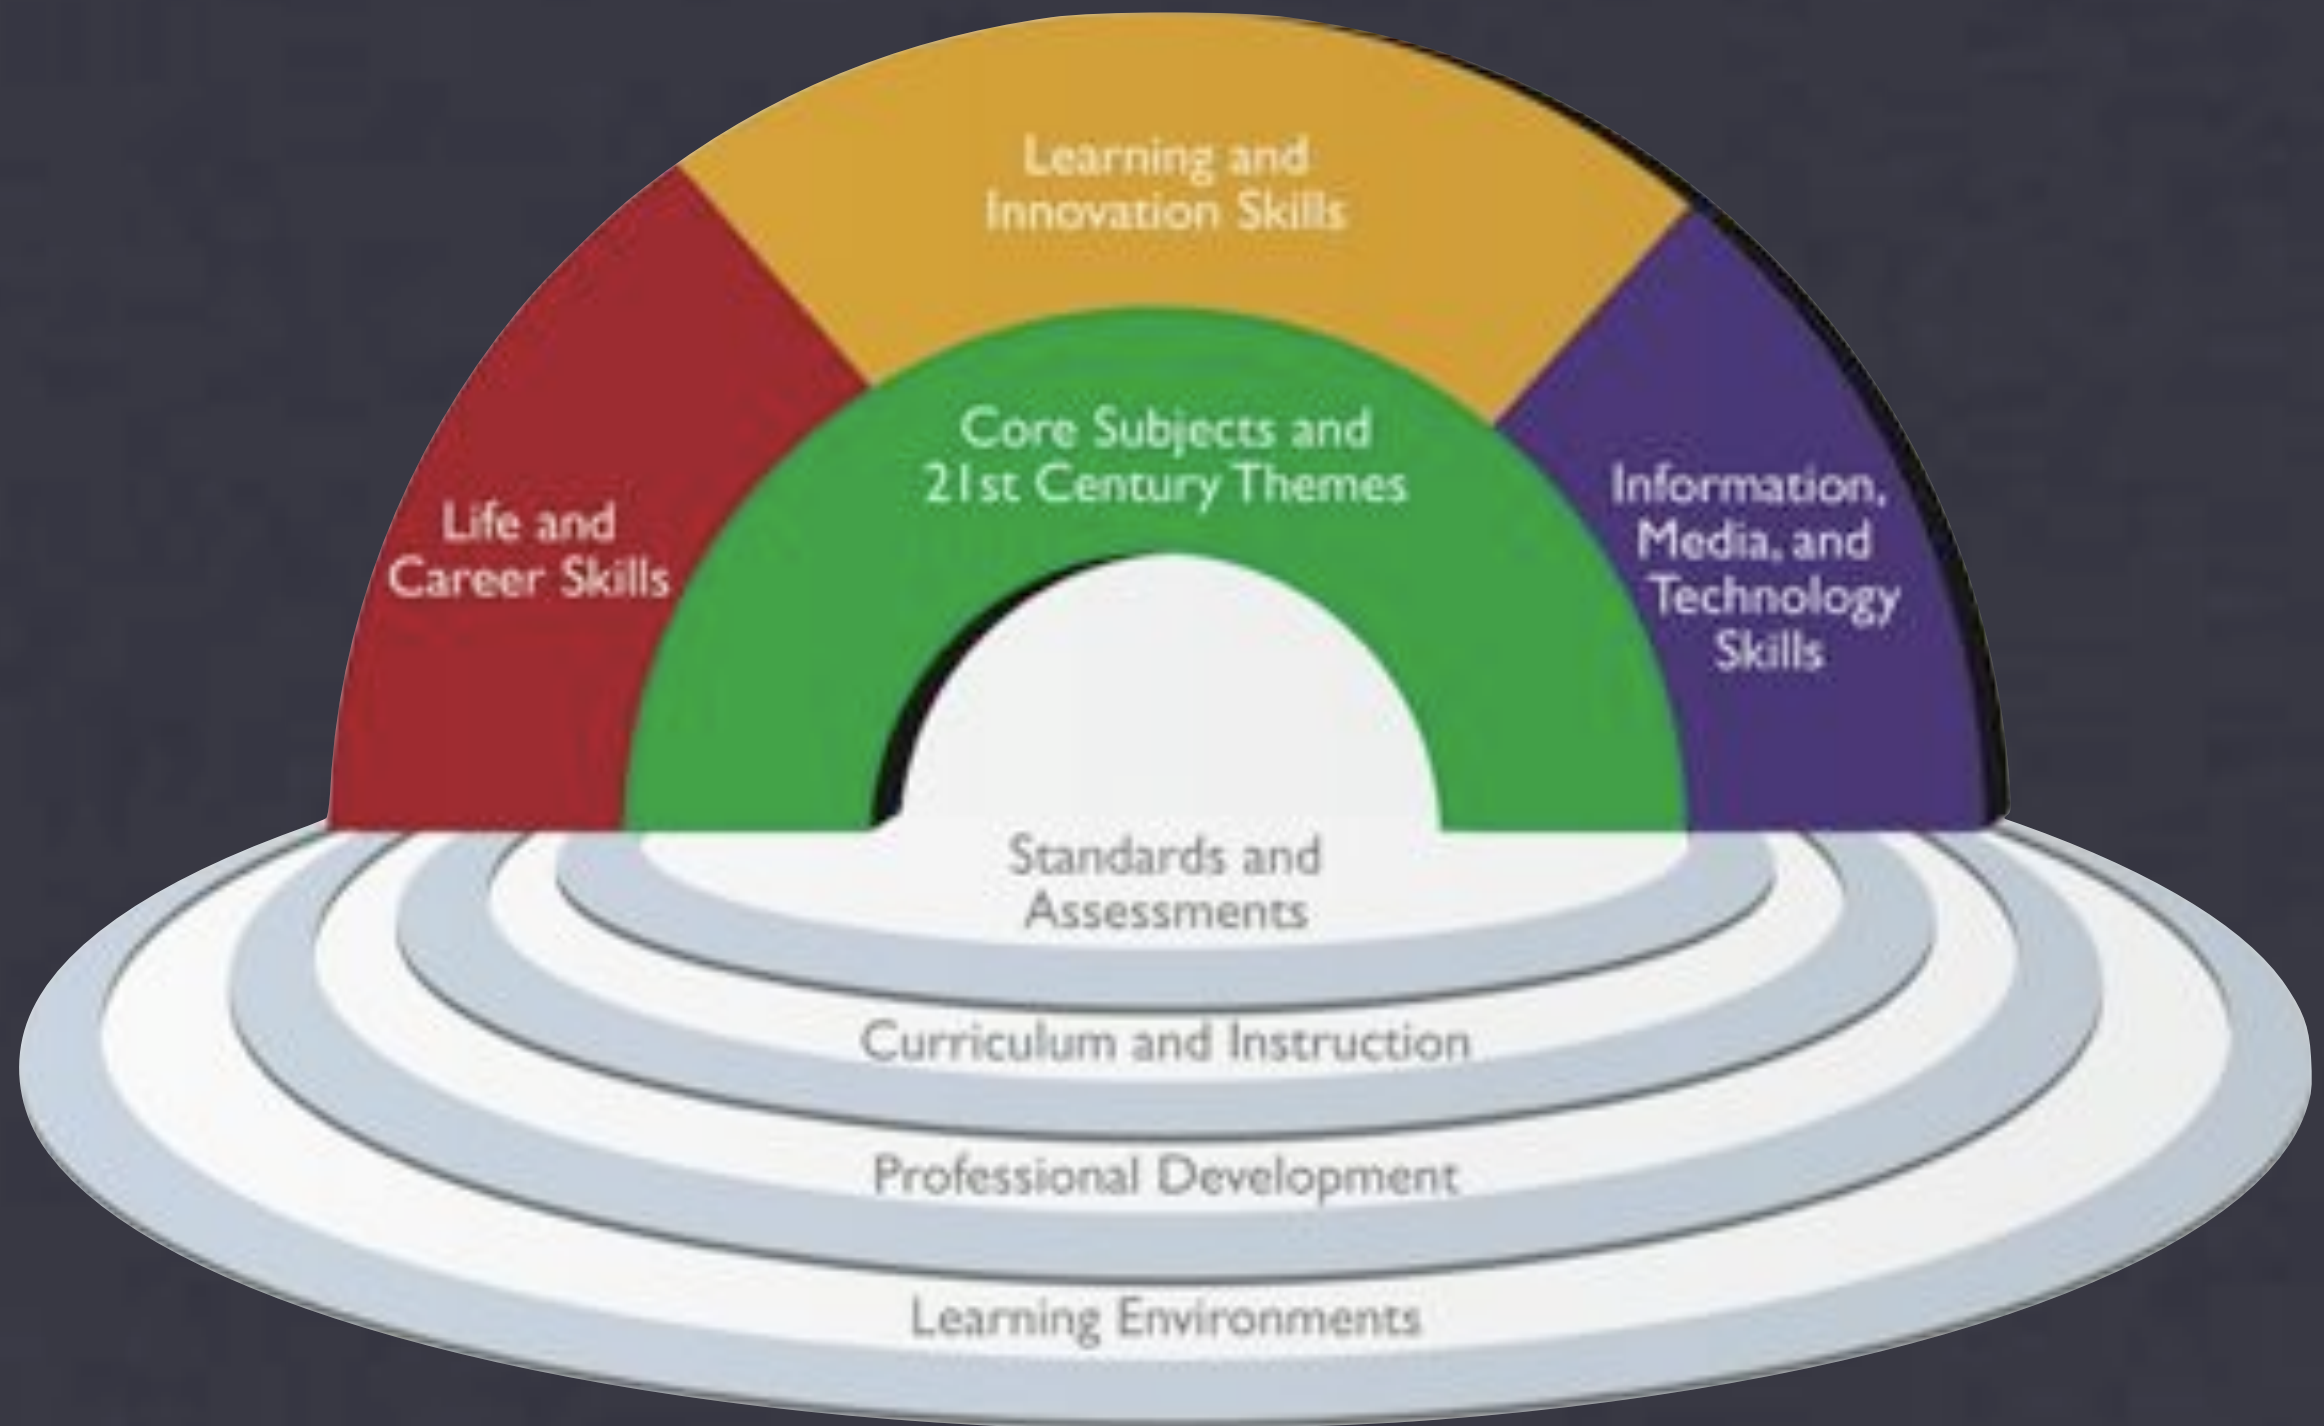 Learning and
Innovation Skills
Core Subjects and
21st Century Themes
Life and
Career Skills
Information,
Media, and
Technology
Skills
Standards and
Assessments
Curriculum and Instruction
Professional Development
Learning Environments